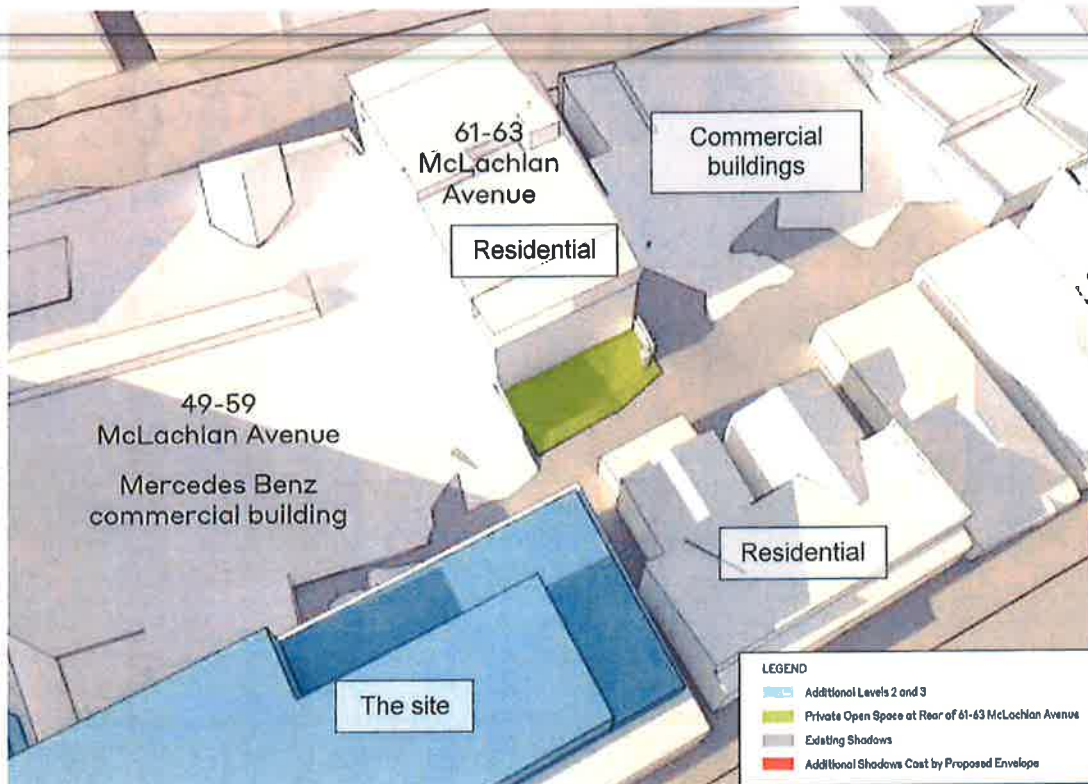 61-63
McLachlan
Avenue
Commercial
buildings
Residential
49-59
McLachlan Avenue
Mercedes Benz
commercial building
Residential
The site
LEGEND
Additional Levels 2 and 3
Private Open Space at Rear of 61-63 McLachlan Avenue
Existing Shadows
Additional Shadows Cast by Proposed Envelope